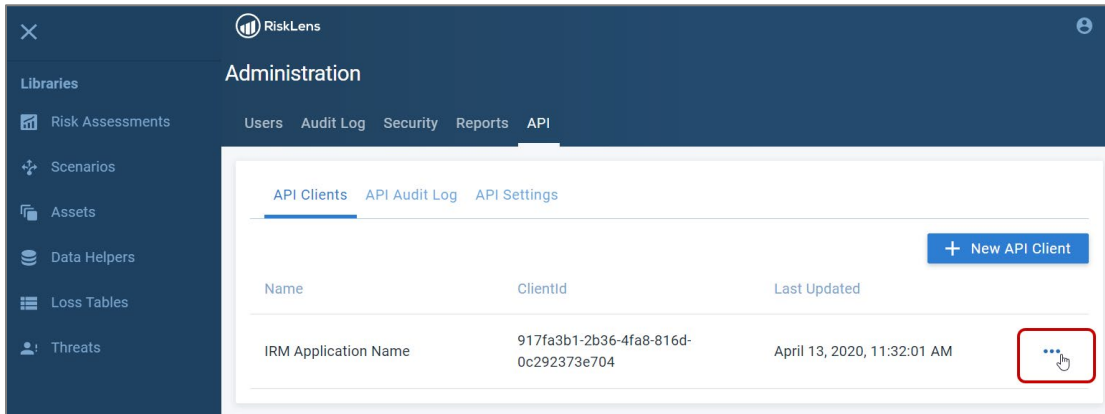 RiskLens
Administration
Libraries
Risk Assessments
Scenarios
Assets
Data Helpers
Loss Tables
Threats
Users Audit Log Security Reports API
API Clients API Audit Log API Settings
+ New API Client
Name ClientId Last Updated
IRM Application Name 917fa3b1-2b36-4fa8-816d- April 13, 2020, 11:32:01 AM
0c292373e704